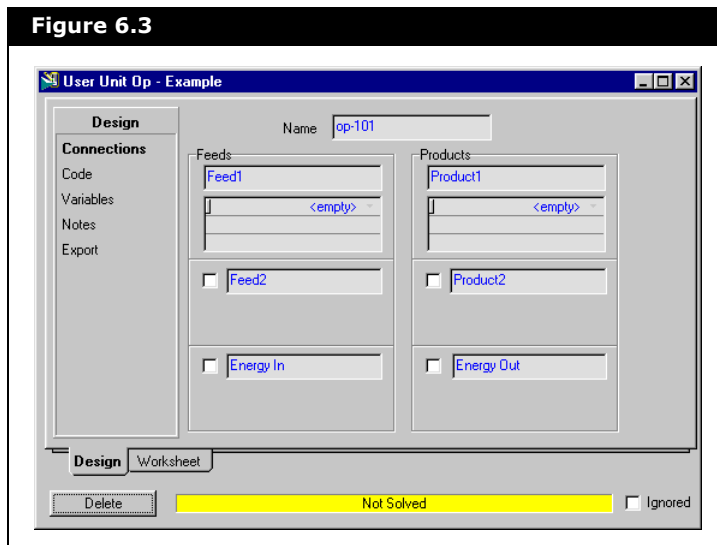 Figure 6.3
User Unit Op - Example
Design
Connections
Code
Variables
Notes
Export
Name op-101
Feeds
Feed1
<empty>
Feed2
Energy In
Products
Product1
<empty>
Product2
Energy Out
Design Worksheet
Delete Not Solved Ignored